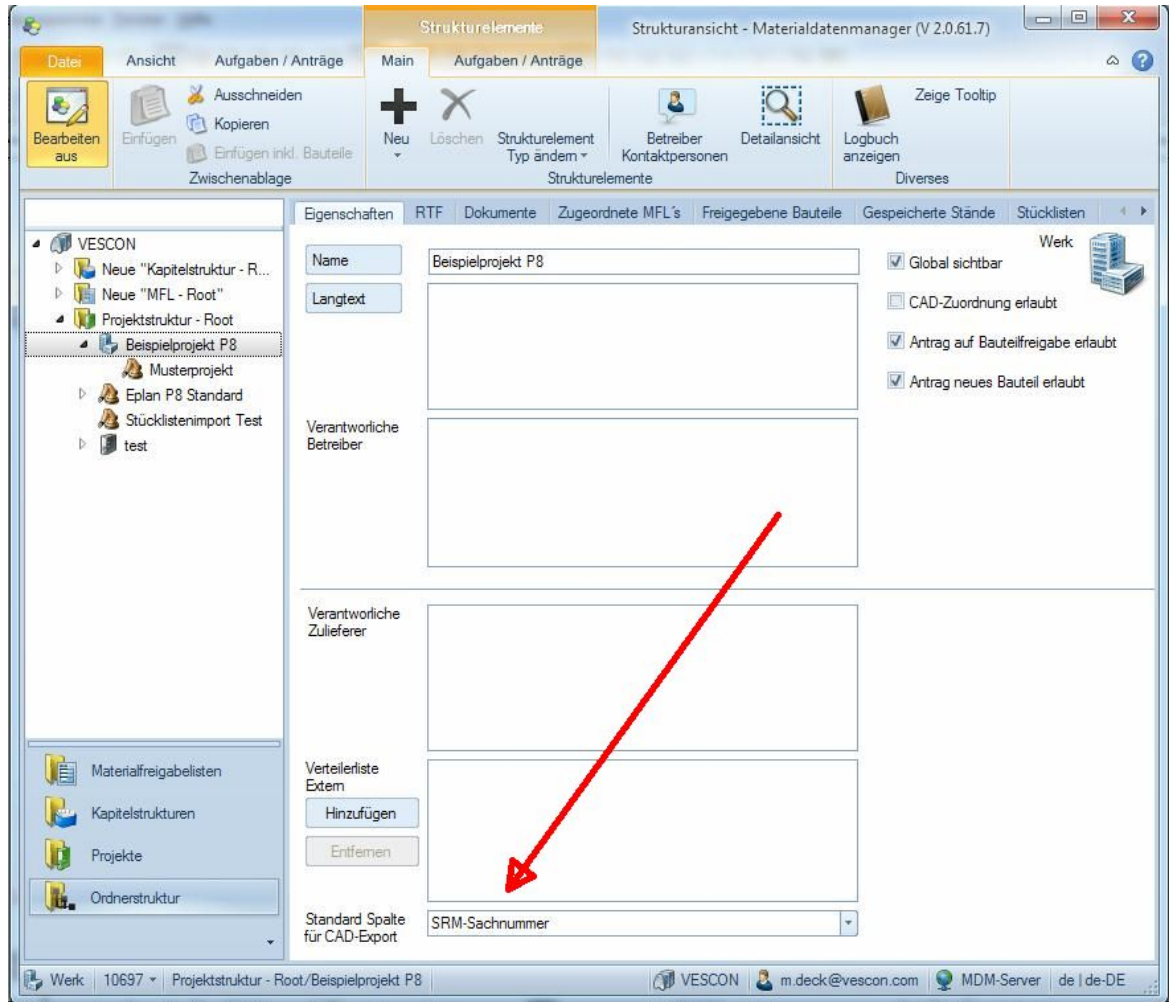 Strukturelemente
Strukturansicht - Materialdatenmanager (V 2.0.61.7)
Datei
Ansicht
Aufgaben / Anträge
Main
Aufgaben / Anträge
Bearbeiten
aus
Einfügen
Ausschneiden
Kopieren
Einfügen inkl. Bauteile
Zwischenablage
Neu
Löschen
Strukturelement
Typ ändern
Betreiber
Kontaktpersonen
Detailansicht
Strukturelemente
Logbuch
anzeigen
Zeige Tooltip
Diverses
Eigenschaften
RTF
Dokumente
Zugeordnete MFL´s
Freigegebene Bauteile
Gespeicherte Stände
Stücklisten
VESCON
Neue "Kapitelstruktur - R...
Neue "MFL - Root"
Projektstruktur - Root
Beispielprojekt P8
Musterprojekt
Eplan P8 Standard
Stücklistenimport Test
test
Materialfreigabelisten
Kapitelstrukturen
Projekte
Ordnerstruktur
Name
Beispielprojekt P8
Langtext
Werk
Global sichtbar
CAD-Zuordnung erlaubt
Antrag auf Bauteilfreigabe erlaubt
Antrag neues Bauteil erlaubt
Verantworliche
Betreiber
Verantworliche
Zulieferer
Verteilerliste
Extern
Hinzufügen
Entfernen
Standard Spalte
für CAD-Export
SRM-Sachnummer
Werk
10697
Projektstruktur - Root/Beispielprojekt P8
VESCON
m.deck@vescon.com
MDM-Server
de | de-DE